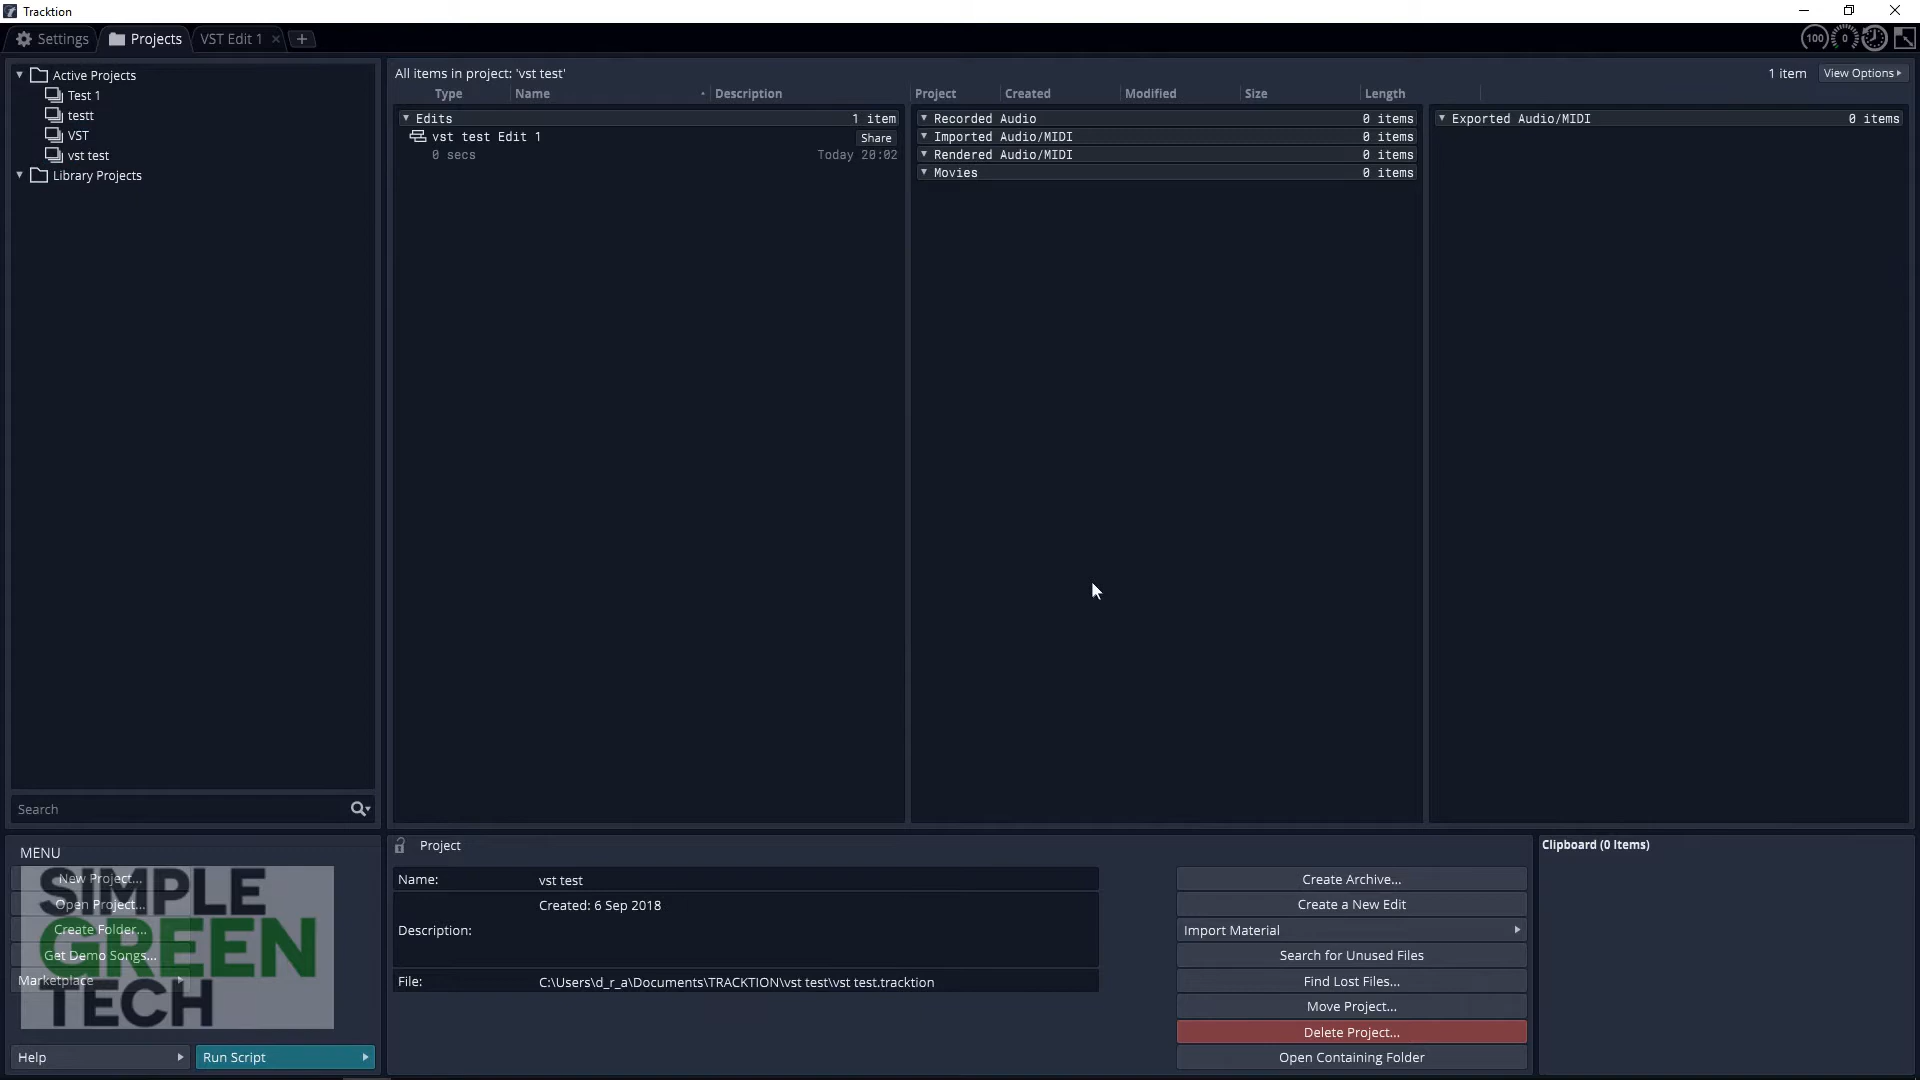 Tracktion
Settings
Projects
VST Edit 1
100
0
Active Projects
Test 1
testt
VST
vst test
Library Projects
Search
All items in project: 'vst test'
1 item
View Options
Type
Name
Description
Project
Created
Modified
Size
Length
Edits
1 item
vst test Edit 1
Share
0 secs
Today 20:02
Recorded Audio
0 items
Imported Audio/MIDI
0 items
Rendered Audio/MIDI
0 items
Movies
0 items
Exported Audio/MIDI
0 items
MENU
New Project...
Open Project...
Create Folder...
Get Demo Songs...
Marketplace
SIMPLE
GREEN
TECH
Help
Run Script
Project
Name:
vst test
Created: 6 Sep 2018
Description:
File:
C:\Users\d_r_a\Documents\TRACKTION\vst test\vst test.tracktion
Create Archive...
Create a New Edit
Import Material
Search for Unused Files
Find Lost Files...
Move Project...
Delete Project...
Open Containing Folder
Clipboard (0 Items)